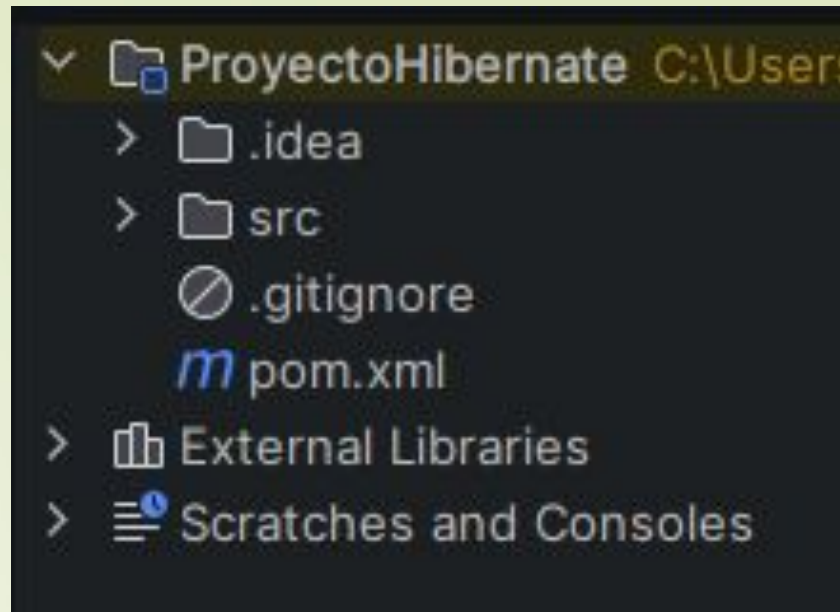 ProyectoHibernate C:\User
.idea
src
.gitignore
m pom.xml
External Libraries
Scratches and Consoles